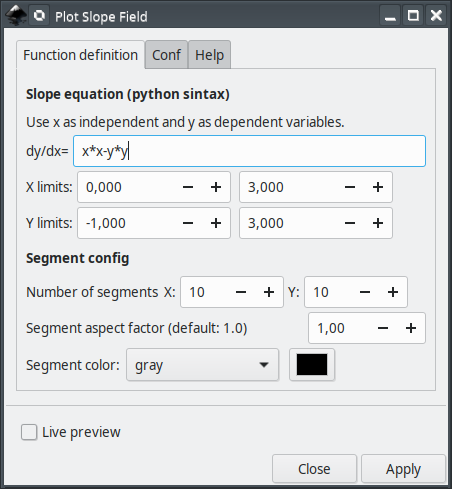 Plot Slope Field
Function definition Conf Help
Slope equation (python sintax)
Use x as independent and y as dependent variables.
dy/dx= x*x-y*y
X limits: 0,000 − + 3,000 − +
Y limits: -1,000 − + 3,000 − +
Segment config
Number of segments X: 10 − + Y: 10 − +
Segment aspect factor (default: 1.0) 1,00 − +
Segment color: gray
Live preview
Close Apply